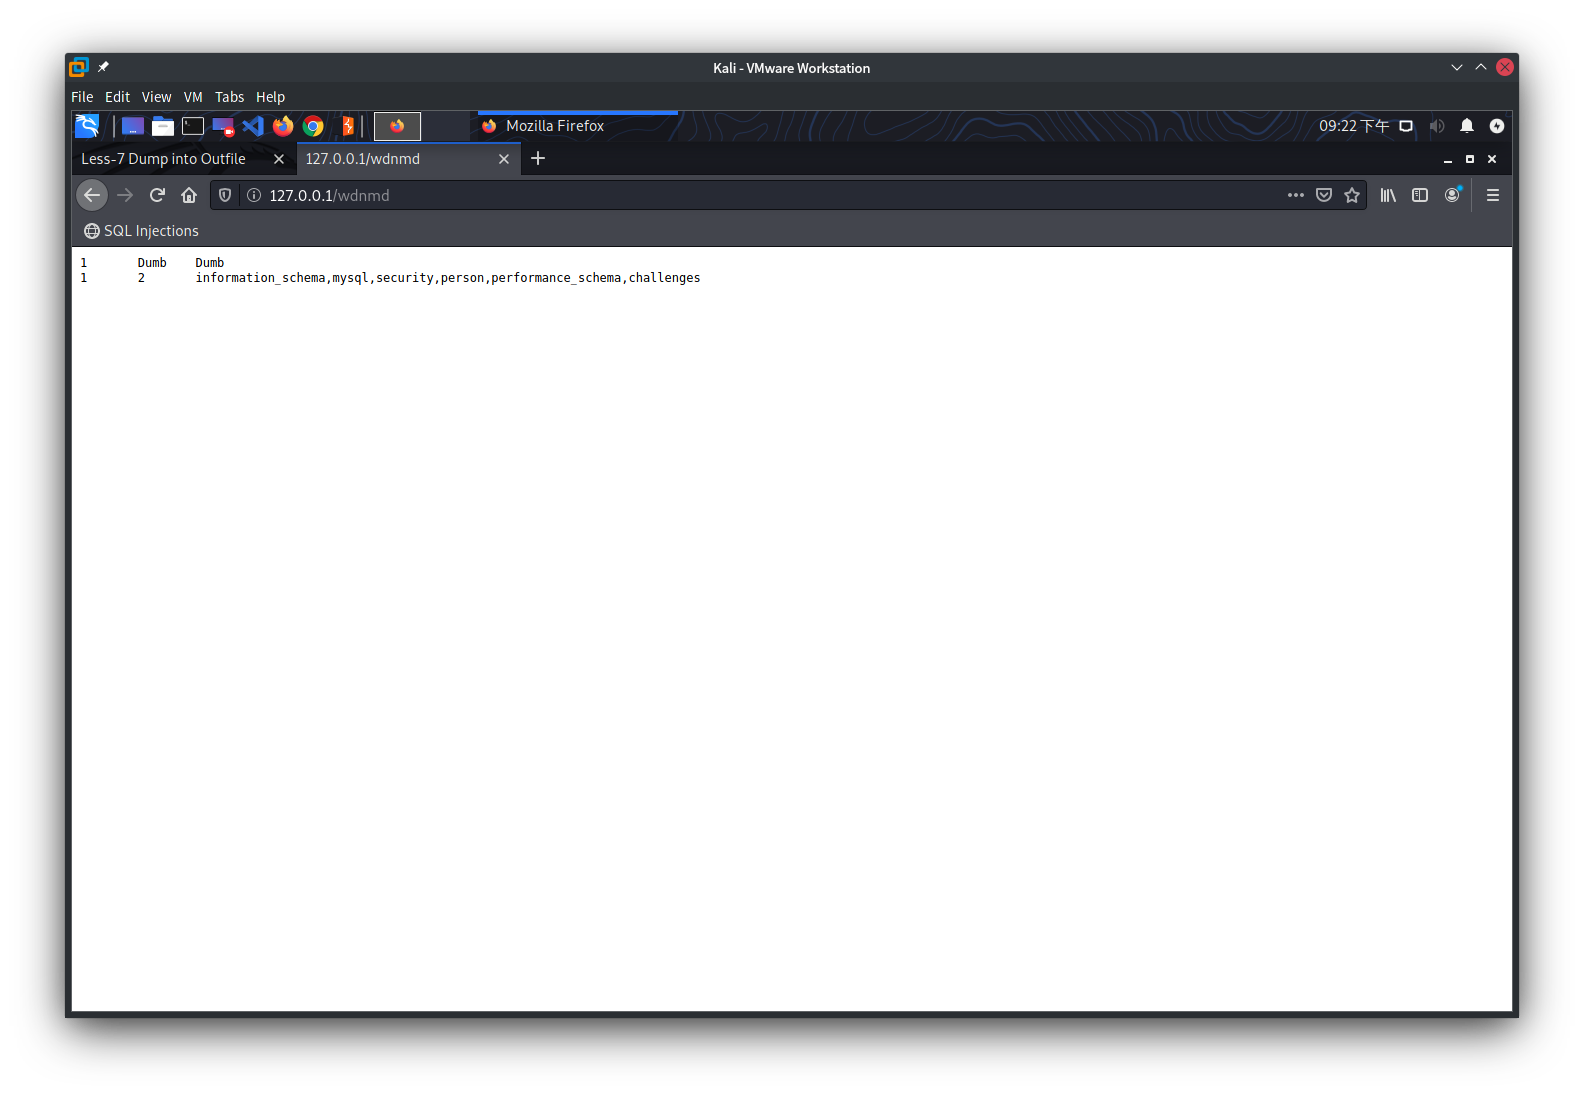 Kali - VMware Workstation
File Edit View VM Tabs Help
Mozilla Firefox 09:22 下午
Less-7 Dump into Outfile 127.0.0.1/wdnmd
127.0.0.1/wdnmd
SQL Injections
1 Dumb Dumb
1 2 information_schema,mysql,security,person,performance_schema,challenges